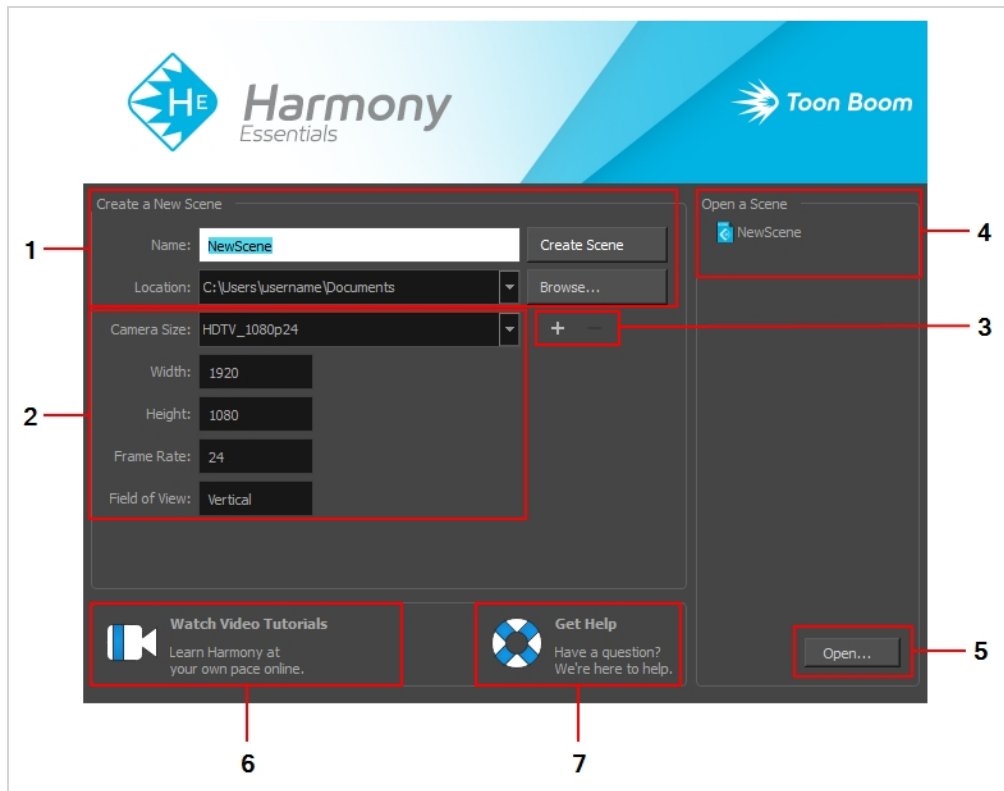 HE
Harmony
Essentials
Toon Boom
Create a New Scene
Name: NewScene Create Scene
Location: C:\Users\username\Documents Browse...
Camera Size: HDTV_1080p24 + −
Width: 1920
Height: 1080
Frame Rate: 24
Field of View: Vertical
Open a Scene
NewScene
Open...
Watch Video Tutorials
Learn Harmony at
your own pace online.
Get Help
Have a question?
We're here to help.
1
2
3
4
5
6
7